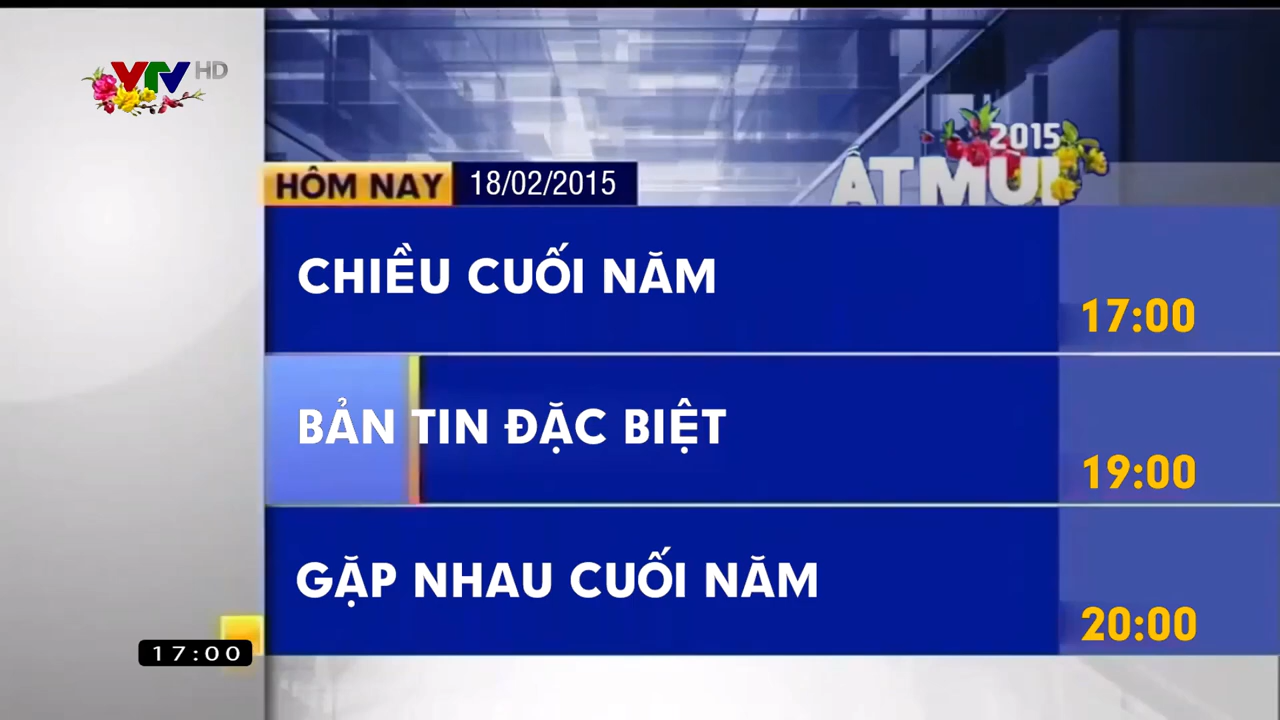 VTV HD
2015
ẤT MÙI
HÔM NAY 18/02/2015
CHIỀU CUỐI NĂM
17:00
BẢN TIN ĐẶC BIỆT
19:00
GẶP NHAU CUỐI NĂM
20:00
17:00